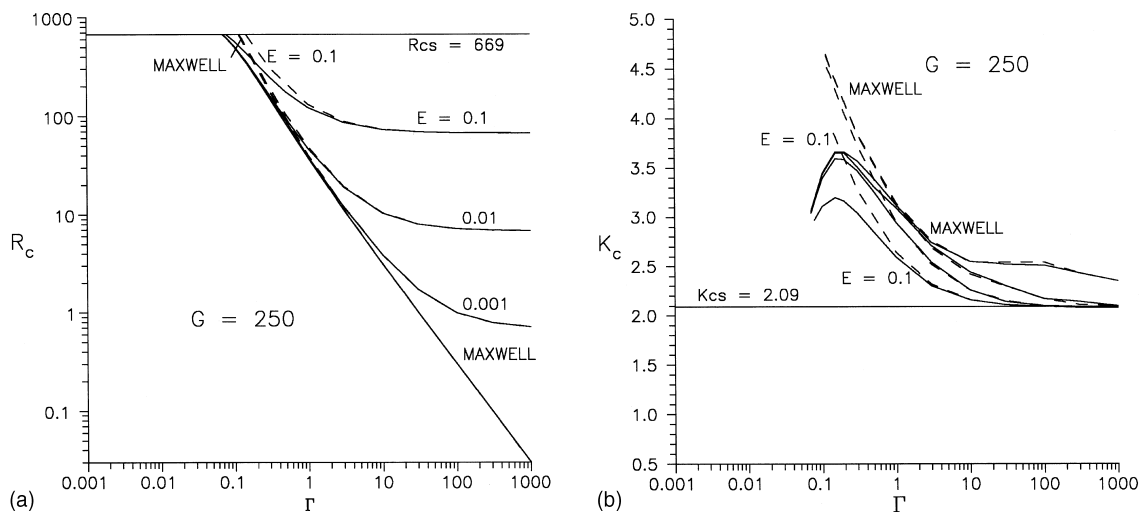 1000
100
10
1
0.1
R_c
Rcs = 669
MAXWELL
E = 0.1
E = 0.1
0.01
0.001
G = 250
MAXWELL
0.001
0.01
0.1
1
10
100
1000
(a)
Γ
5.0
4.5
4.0
3.5
3.0
2.5
2.0
1.5
1.0
0.5
K_c
G = 250
MAXWELL
E = 0.1
MAXWELL
E = 0.1
Kcs = 2.09
0.001
0.01
0.1
1
10
100
1000
(b)
Γ